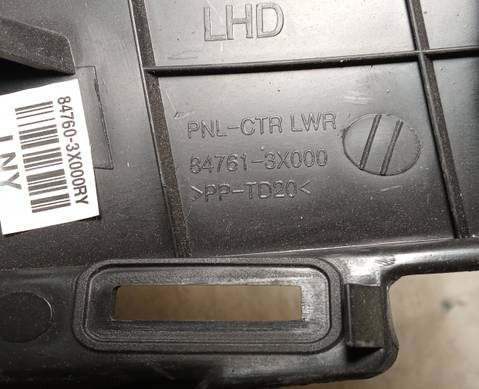 LHD
PNL-CTR LWR
84761-3X000
>PP-TD20<
84760-3X000RY